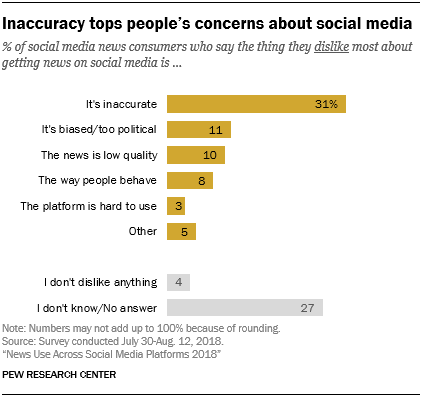 Inaccuracy tops people's concerns about social media
% of social media news consumers who say the thing they dislike most about
getting news on social media is ...
It's inaccurate 31%
It's biased/too political 11
The news is low quality 10
The way people behave 8
The platform is hard to use 3
Other 5
I don't dislike anything 4
I don't know/No answer 27
Note: Numbers may not add up to 100% because of rounding.
Source: Survey conducted July 30-Aug. 12, 2018.
“News Use Across Social Media Platforms 2018”
PEW RESEARCH CENTER